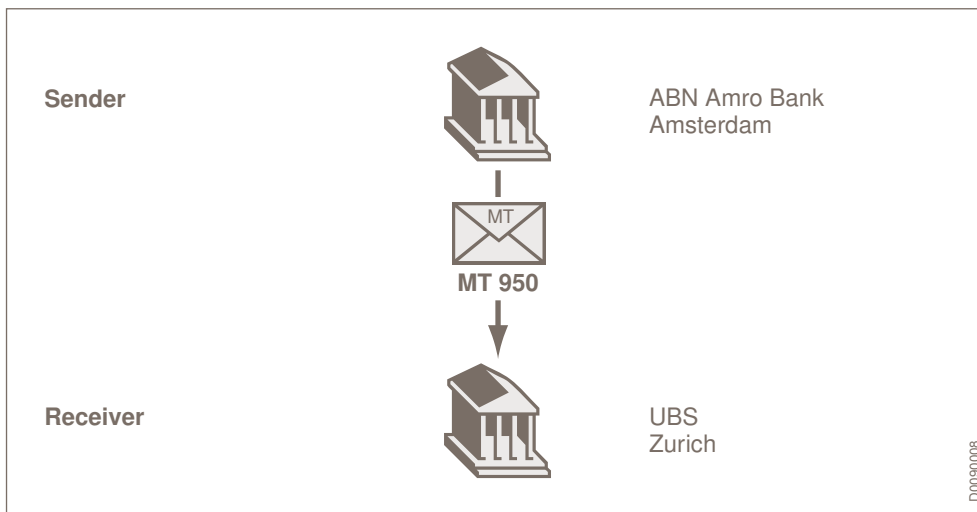 Sender
ABN Amro Bank
Amsterdam
MT
MT 950
Receiver
UBS
Zurich
D0090008